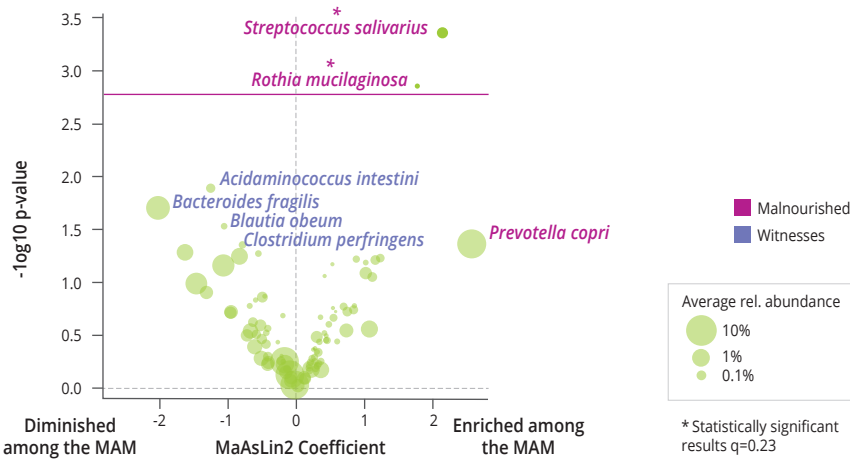 3.5
3.0
2.5
2.0
1.5
1.0
0.5
0.0
-1og10 p-value
*
Streptococcus salivarius
*
Rothia mucilaginosa
Acidaminococcus intestini
Bacteroides fragilis
Blautia obeum
Clostridium perfringens
Prevotella copri
-2 -1 0 1 2
Diminished
among the MAM
MaAsLin2 Coefficient
Enriched among
the MAM
Malnourished
Witnesses
Average rel. abundance
10%
1%
0.1%
* Statistically significant
results q=0.23